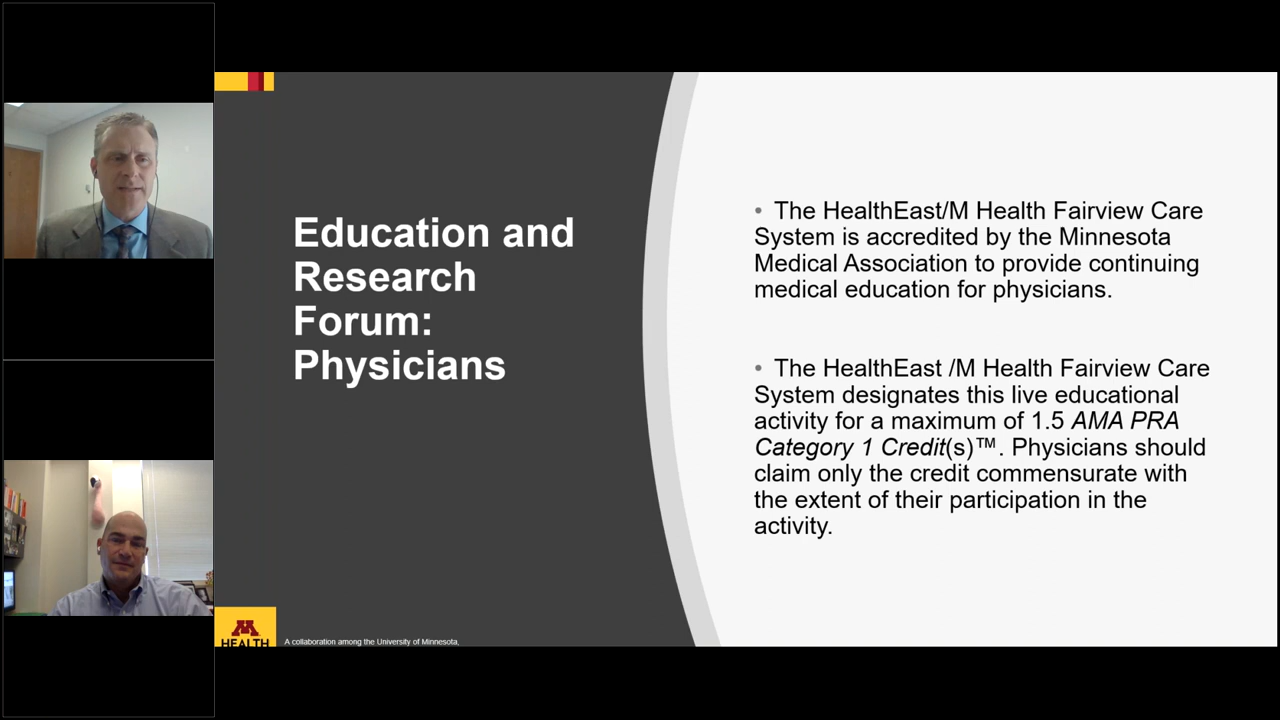 Education and
Research
Forum:
Physicians
• The HealthEast/M Health Fairview Care
System is accredited by the Minnesota
Medical Association to provide continuing
medical education for physicians.
• The HealthEast /M Health Fairview Care
System designates this live educational
activity for a maximum of 1.5 AMA PRA
Category 1 Credit(s)™. Physicians should
claim only the credit commensurate with
the extent of their participation in the
activity.
M
HEALTH
A collaboration among the University of Minnesota,